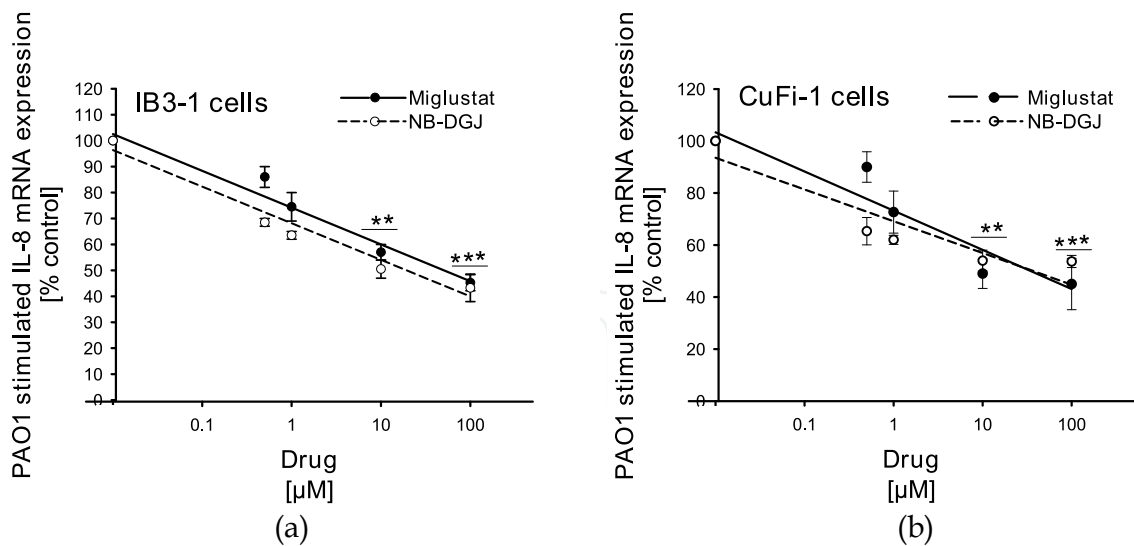 PAO1 stimulated IL-8 mRNA expression
[% control]
120
110
100
90
80
70
60
50
40
30
20
10
0
IB3-1 cells
Miglustat
NB-DGJ
**
***
0.1
1
10
100
Drug
[µM]
(a)
PAO1 stimulated IL-8 mRNA expression
[% control]
120
100
80
60
40
20
0
CuFi-1 cells
Miglustat
NB-DGJ
**
***
0.1
1
10
100
Drug
[µM]
(b)